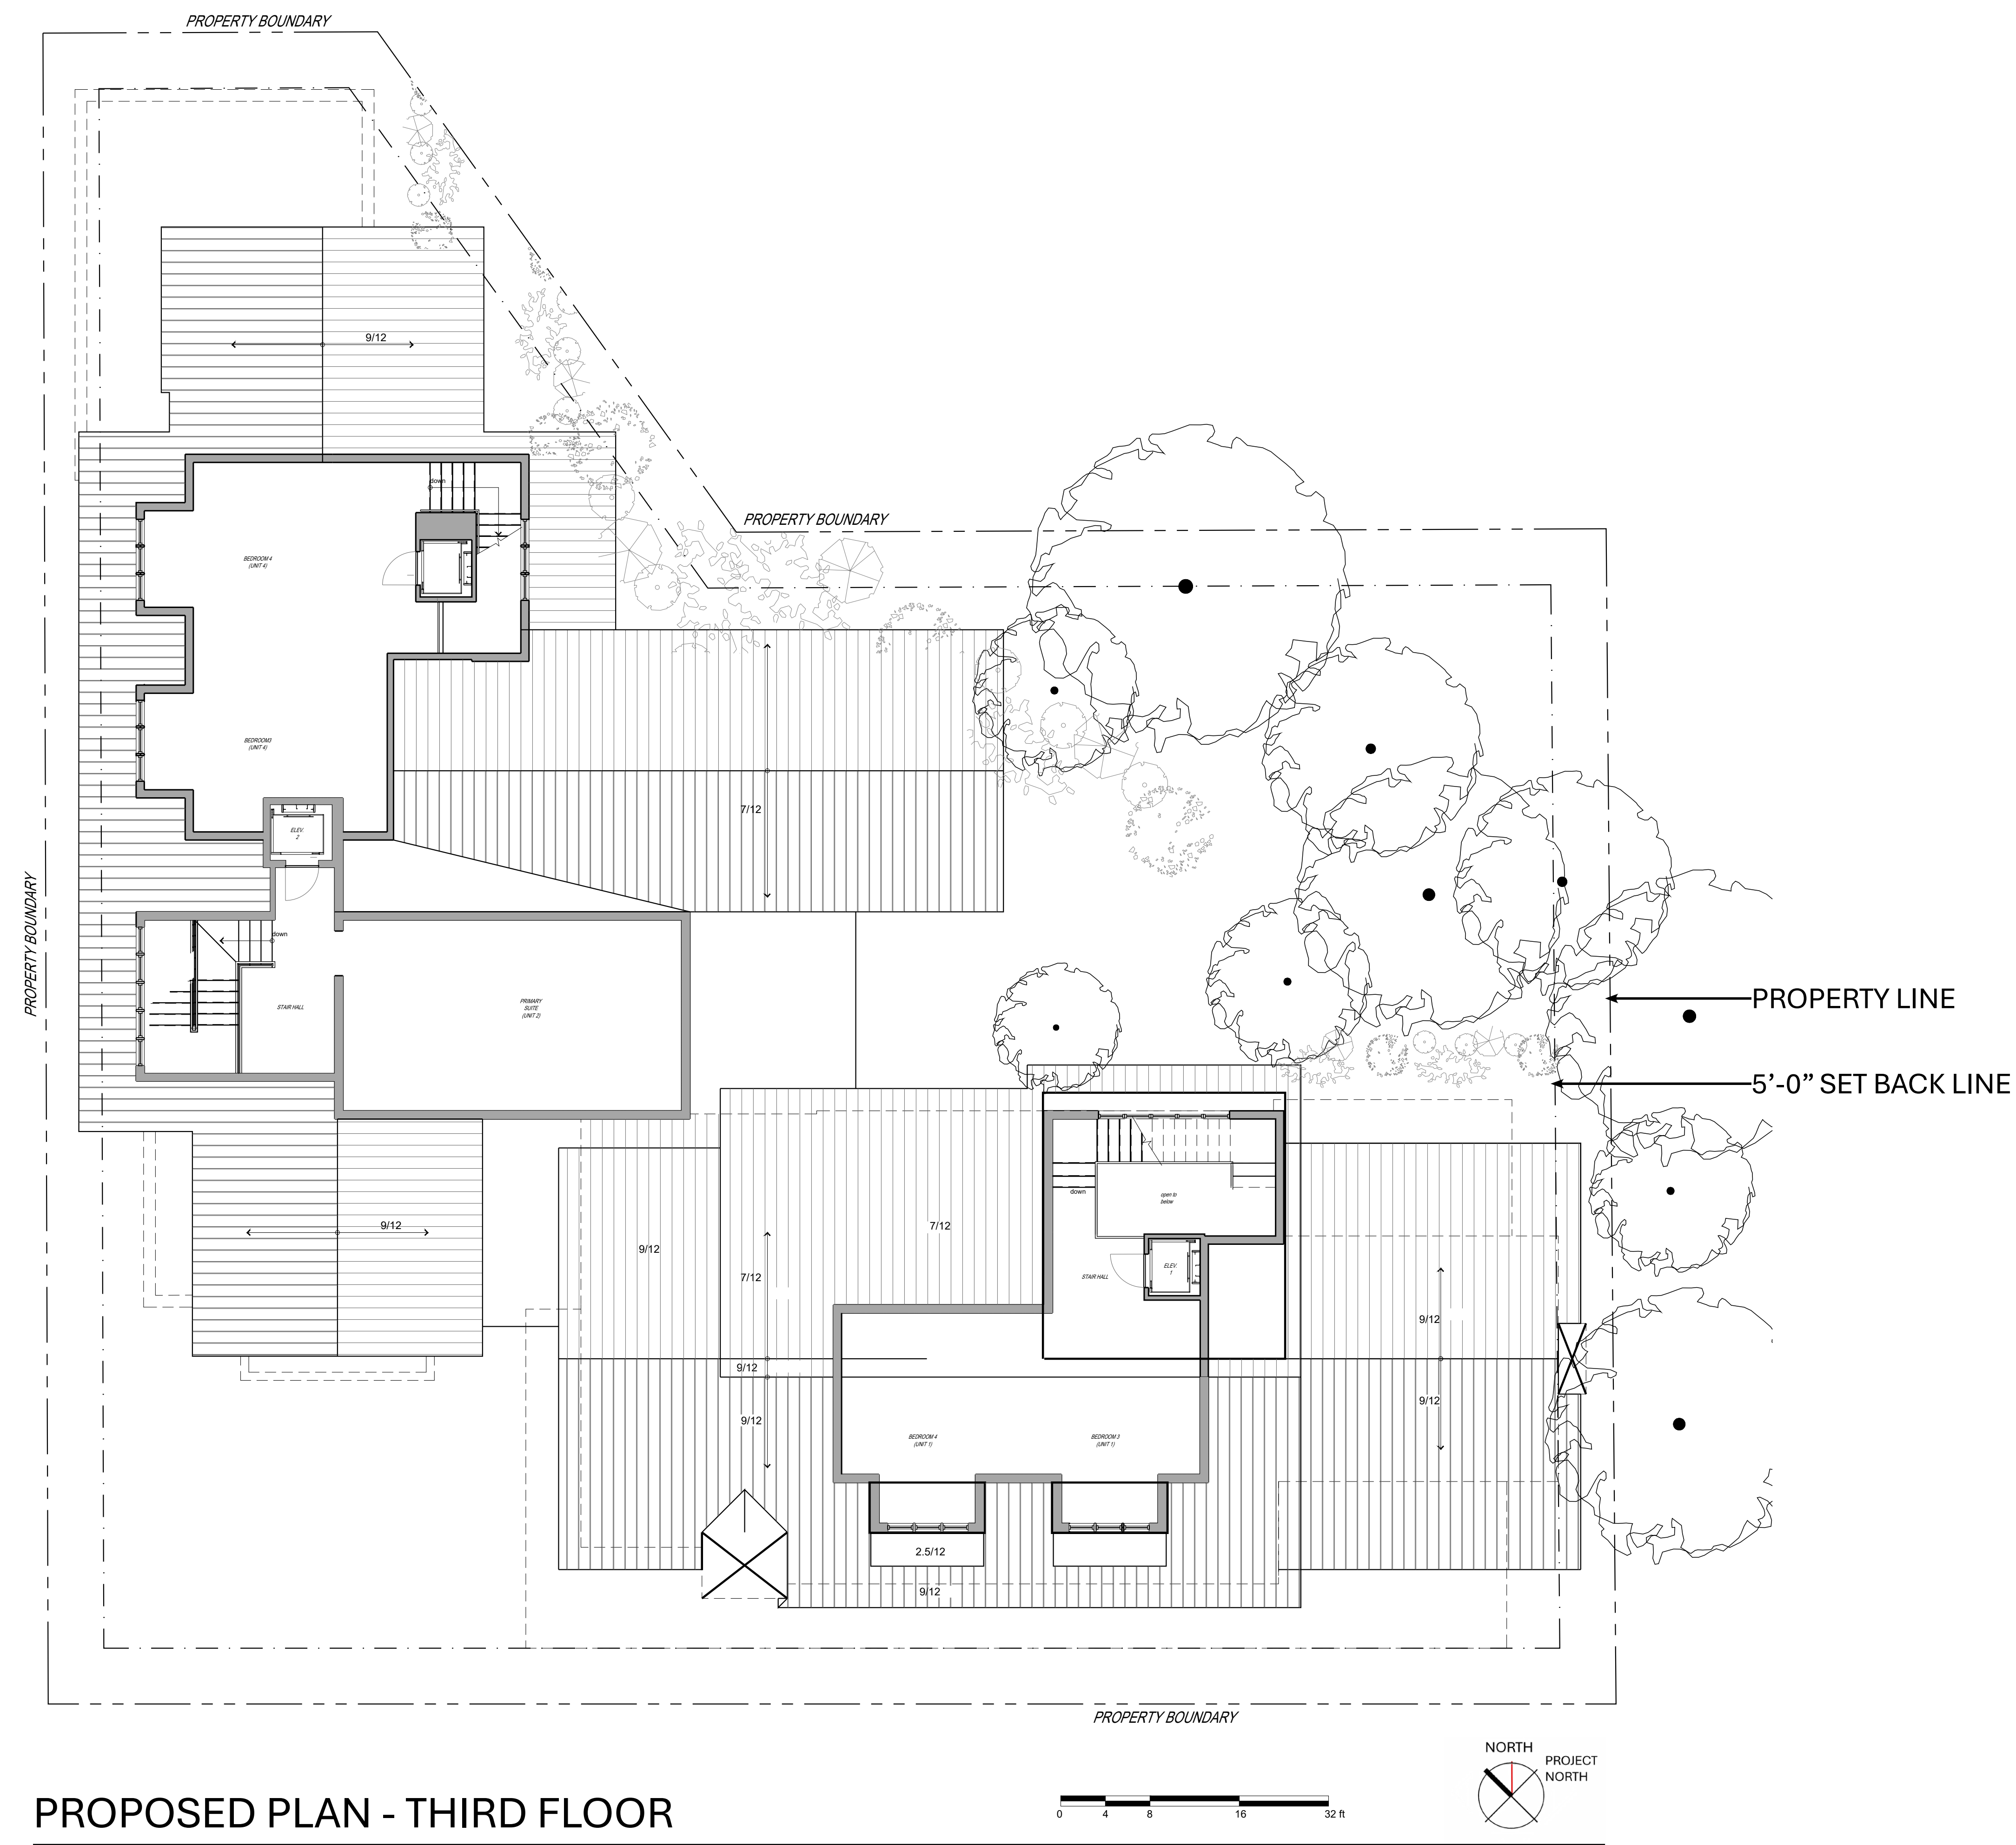 PROPERTY BOUNDARY
9/12
down
PROPERTY BOUNDARY
BEDROOM 4
(UNIT 4)
BEDROOM3
(UNIT 4)
7/12
ELEV.
2
PROPERTY BOUNDARY
down
STAIR HALL
PRIMARY
SUITE
(UNIT 2)
PROPERTY LINE
5’-0” SET BACK LINE
down
open to
below
9/12
7/12
9/12
7/12
STAIR HALL
ELEV.
1
9/12
9/12
9/12
9/12
BEDROOM 4
(UNIT 1)
BEDROOM 3
(UNIT 1)
9/12
2.5/12
9/12
PROPERTY BOUNDARY
NORTH
PROJECT
NORTH
PROPOSED PLAN - THIRD FLOOR
0 4 8 16 32 ft